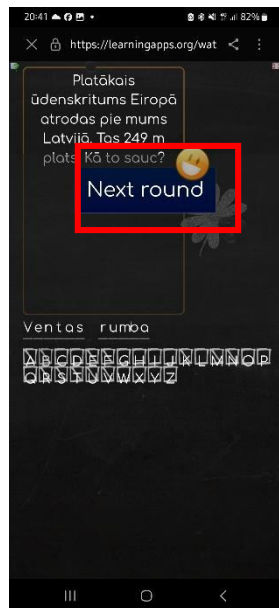 20:41 82%
https://learningapps.org/wat
Platākais
ūdenskritums Eiropā
atrodas pie mums
Latvijā. Tas 249 m
plats. Kā to sauc?
Next round
Ventas rumba
A B C D E F G H I J K L M N O P
Q R S T U V W X Y Z